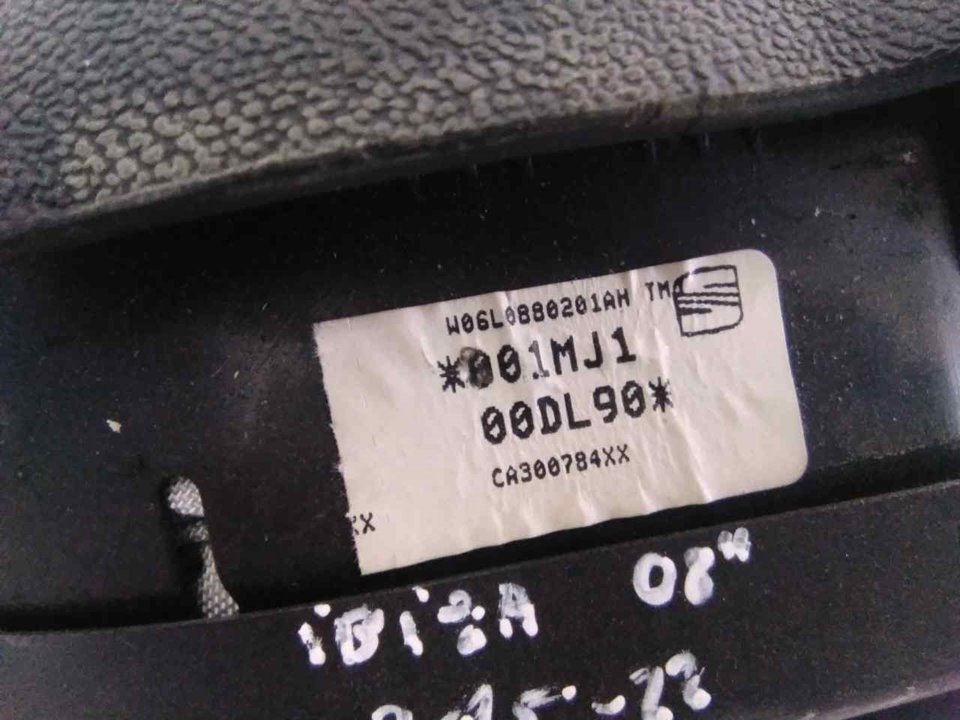 W06L0880201AH TM
*001MJ1
00DL90*
CA300784XX
XX
iBiZA 08"